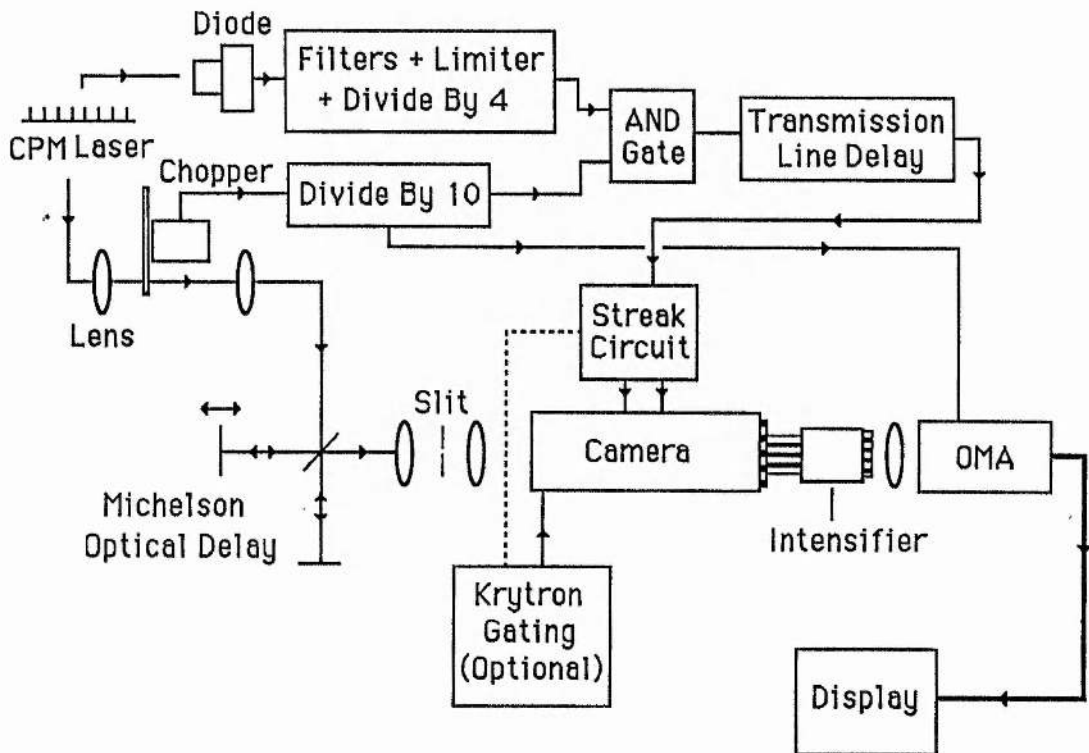 Diode
Filters + Limiter
+ Divide By 4
AND
Gate
Transmission
Line Delay
CPM Laser
Chopper
Divide By 10
Lens
Streak
Circuit
Slit
Camera
OMA
Michelson
Optical Delay
Intensifier
Krytron
Gating
(Optional)
Display